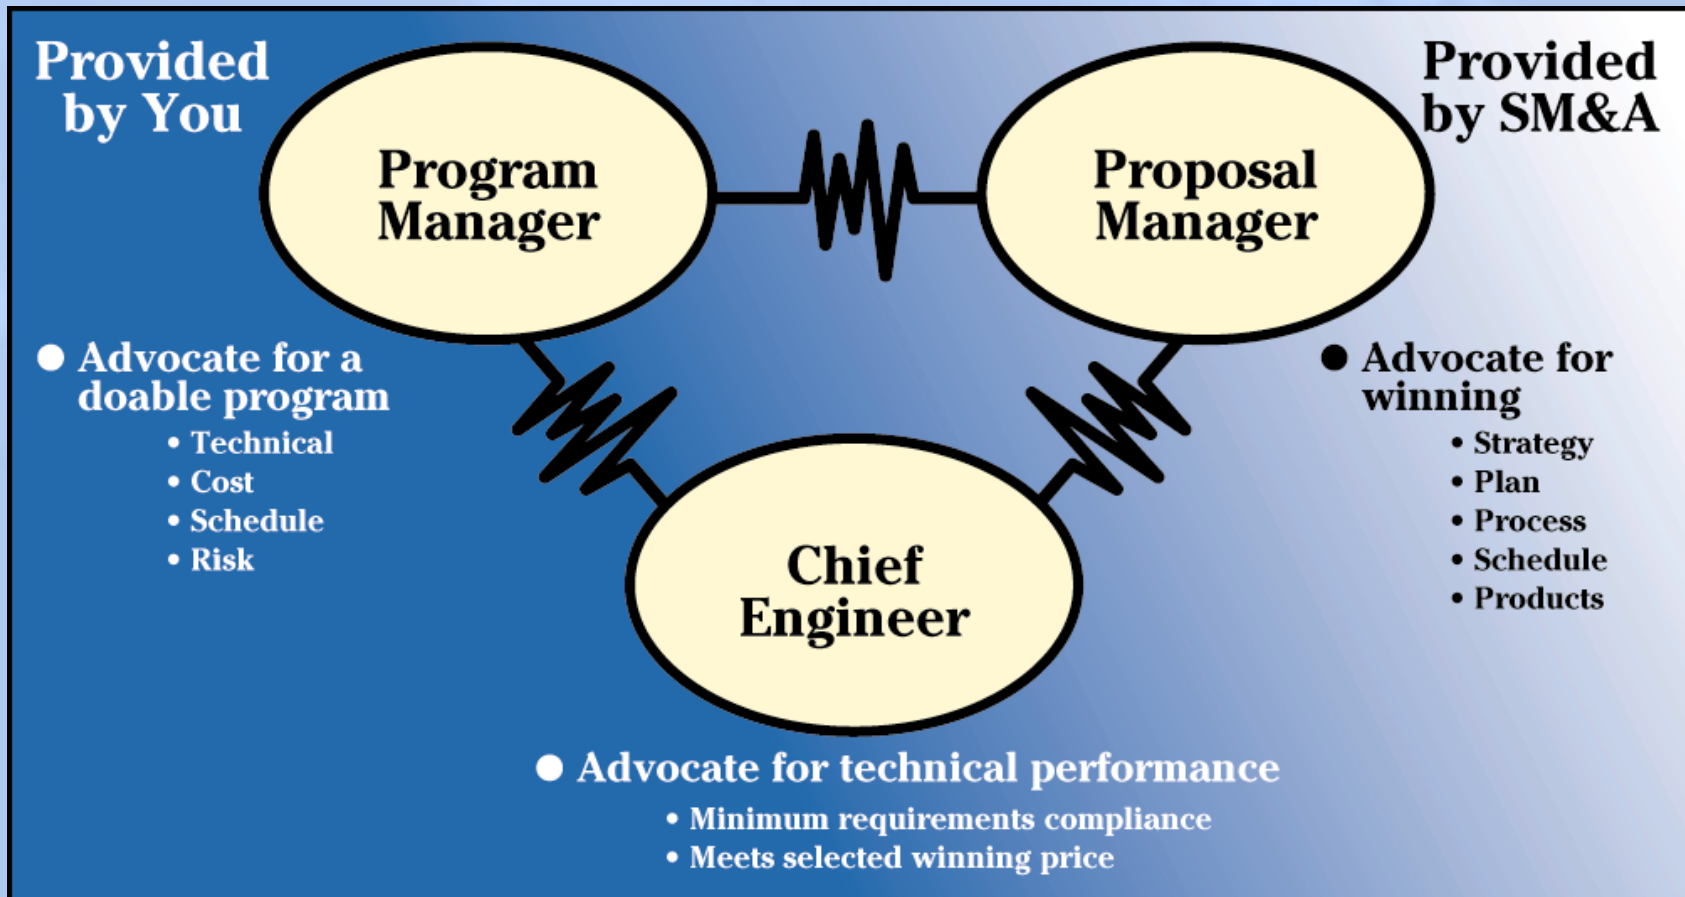 Provided
by You
Program
Manager
Proposal
Manager
Provided
by SM&A
● Advocate for a
doable program
• Technical
• Cost
• Schedule
• Risk
● Advocate for
winning
• Strategy
• Plan
• Process
• Schedule
• Products
Chief
Engineer
● Advocate for technical performance
• Minimum requirements compliance
• Meets selected winning price